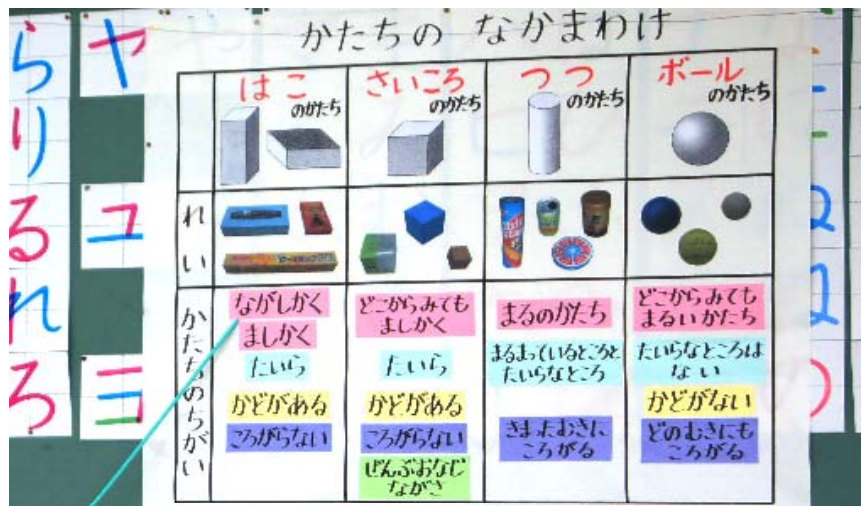 かたちの なかまわけ
はこ
のかたち
さいころ
のかたち
つつ
のかたち
ボール
のかたち
れい
かたちのちがい
ながしかく
ましかく
たいら
かどがある
ころがらない
どこからみても
ましかく
たいら
かどがある
ころがらない
ぜんぶおなじ
ながさ
まるのかたち
まるまっているところと
たいらなところ
きまったむきに
ころがる
どこからみても
まるいかたち
たいらなところは
ない
かどがない
どのむきにも
ころがる
らりるれろ
ヤ
ユ
ヨ